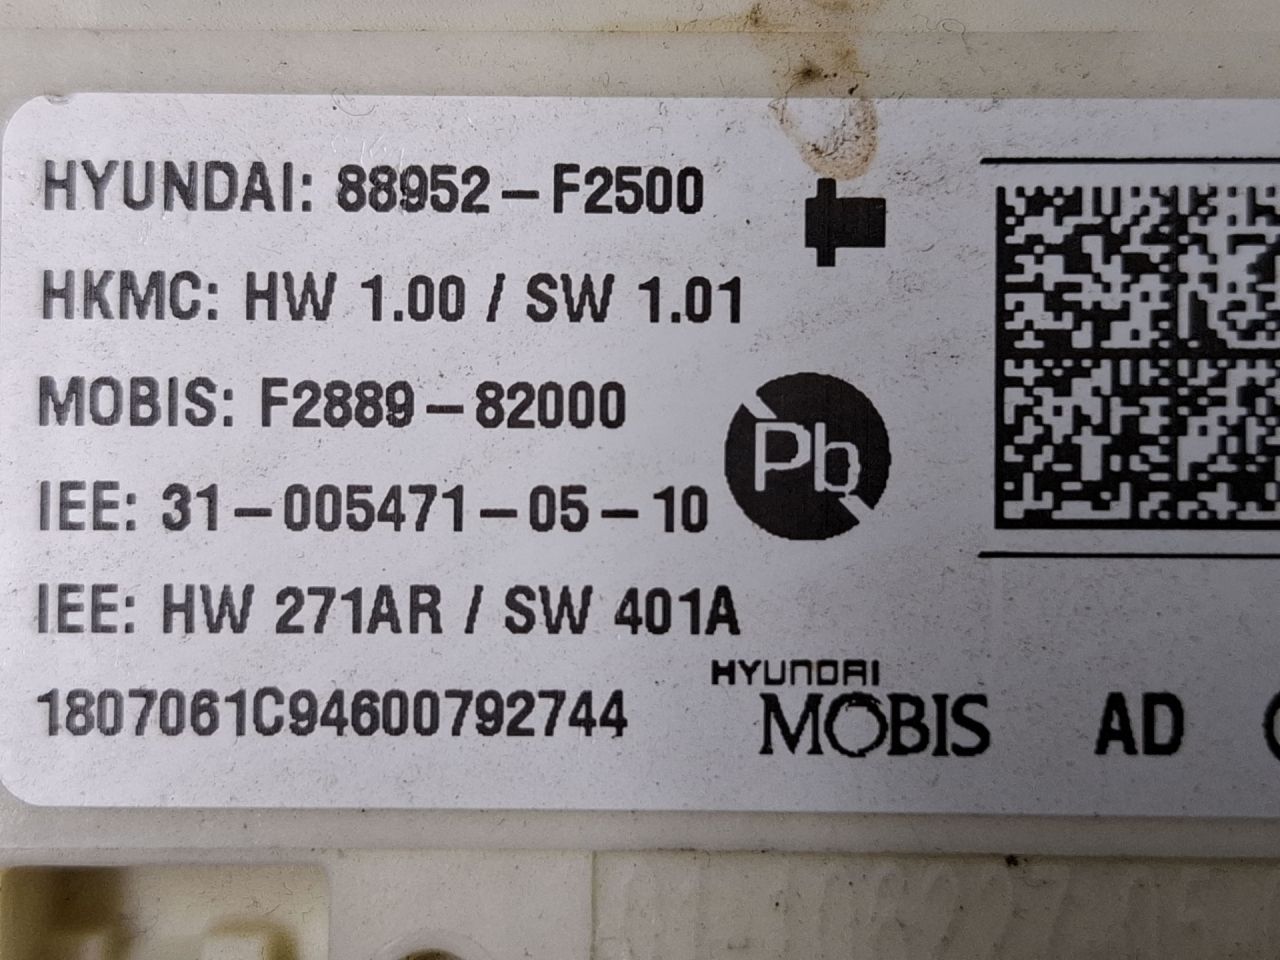 HYUNDAI: 88952-F2500
HKMC: HW 1.00 / SW 1.01
MOBIS: F2889-82000
Pb
IEE: 31-005471-05-10
IEE: HW 271AR / SW 401A
1807061C94600792744
HYUNDAI
MOBIS
AD